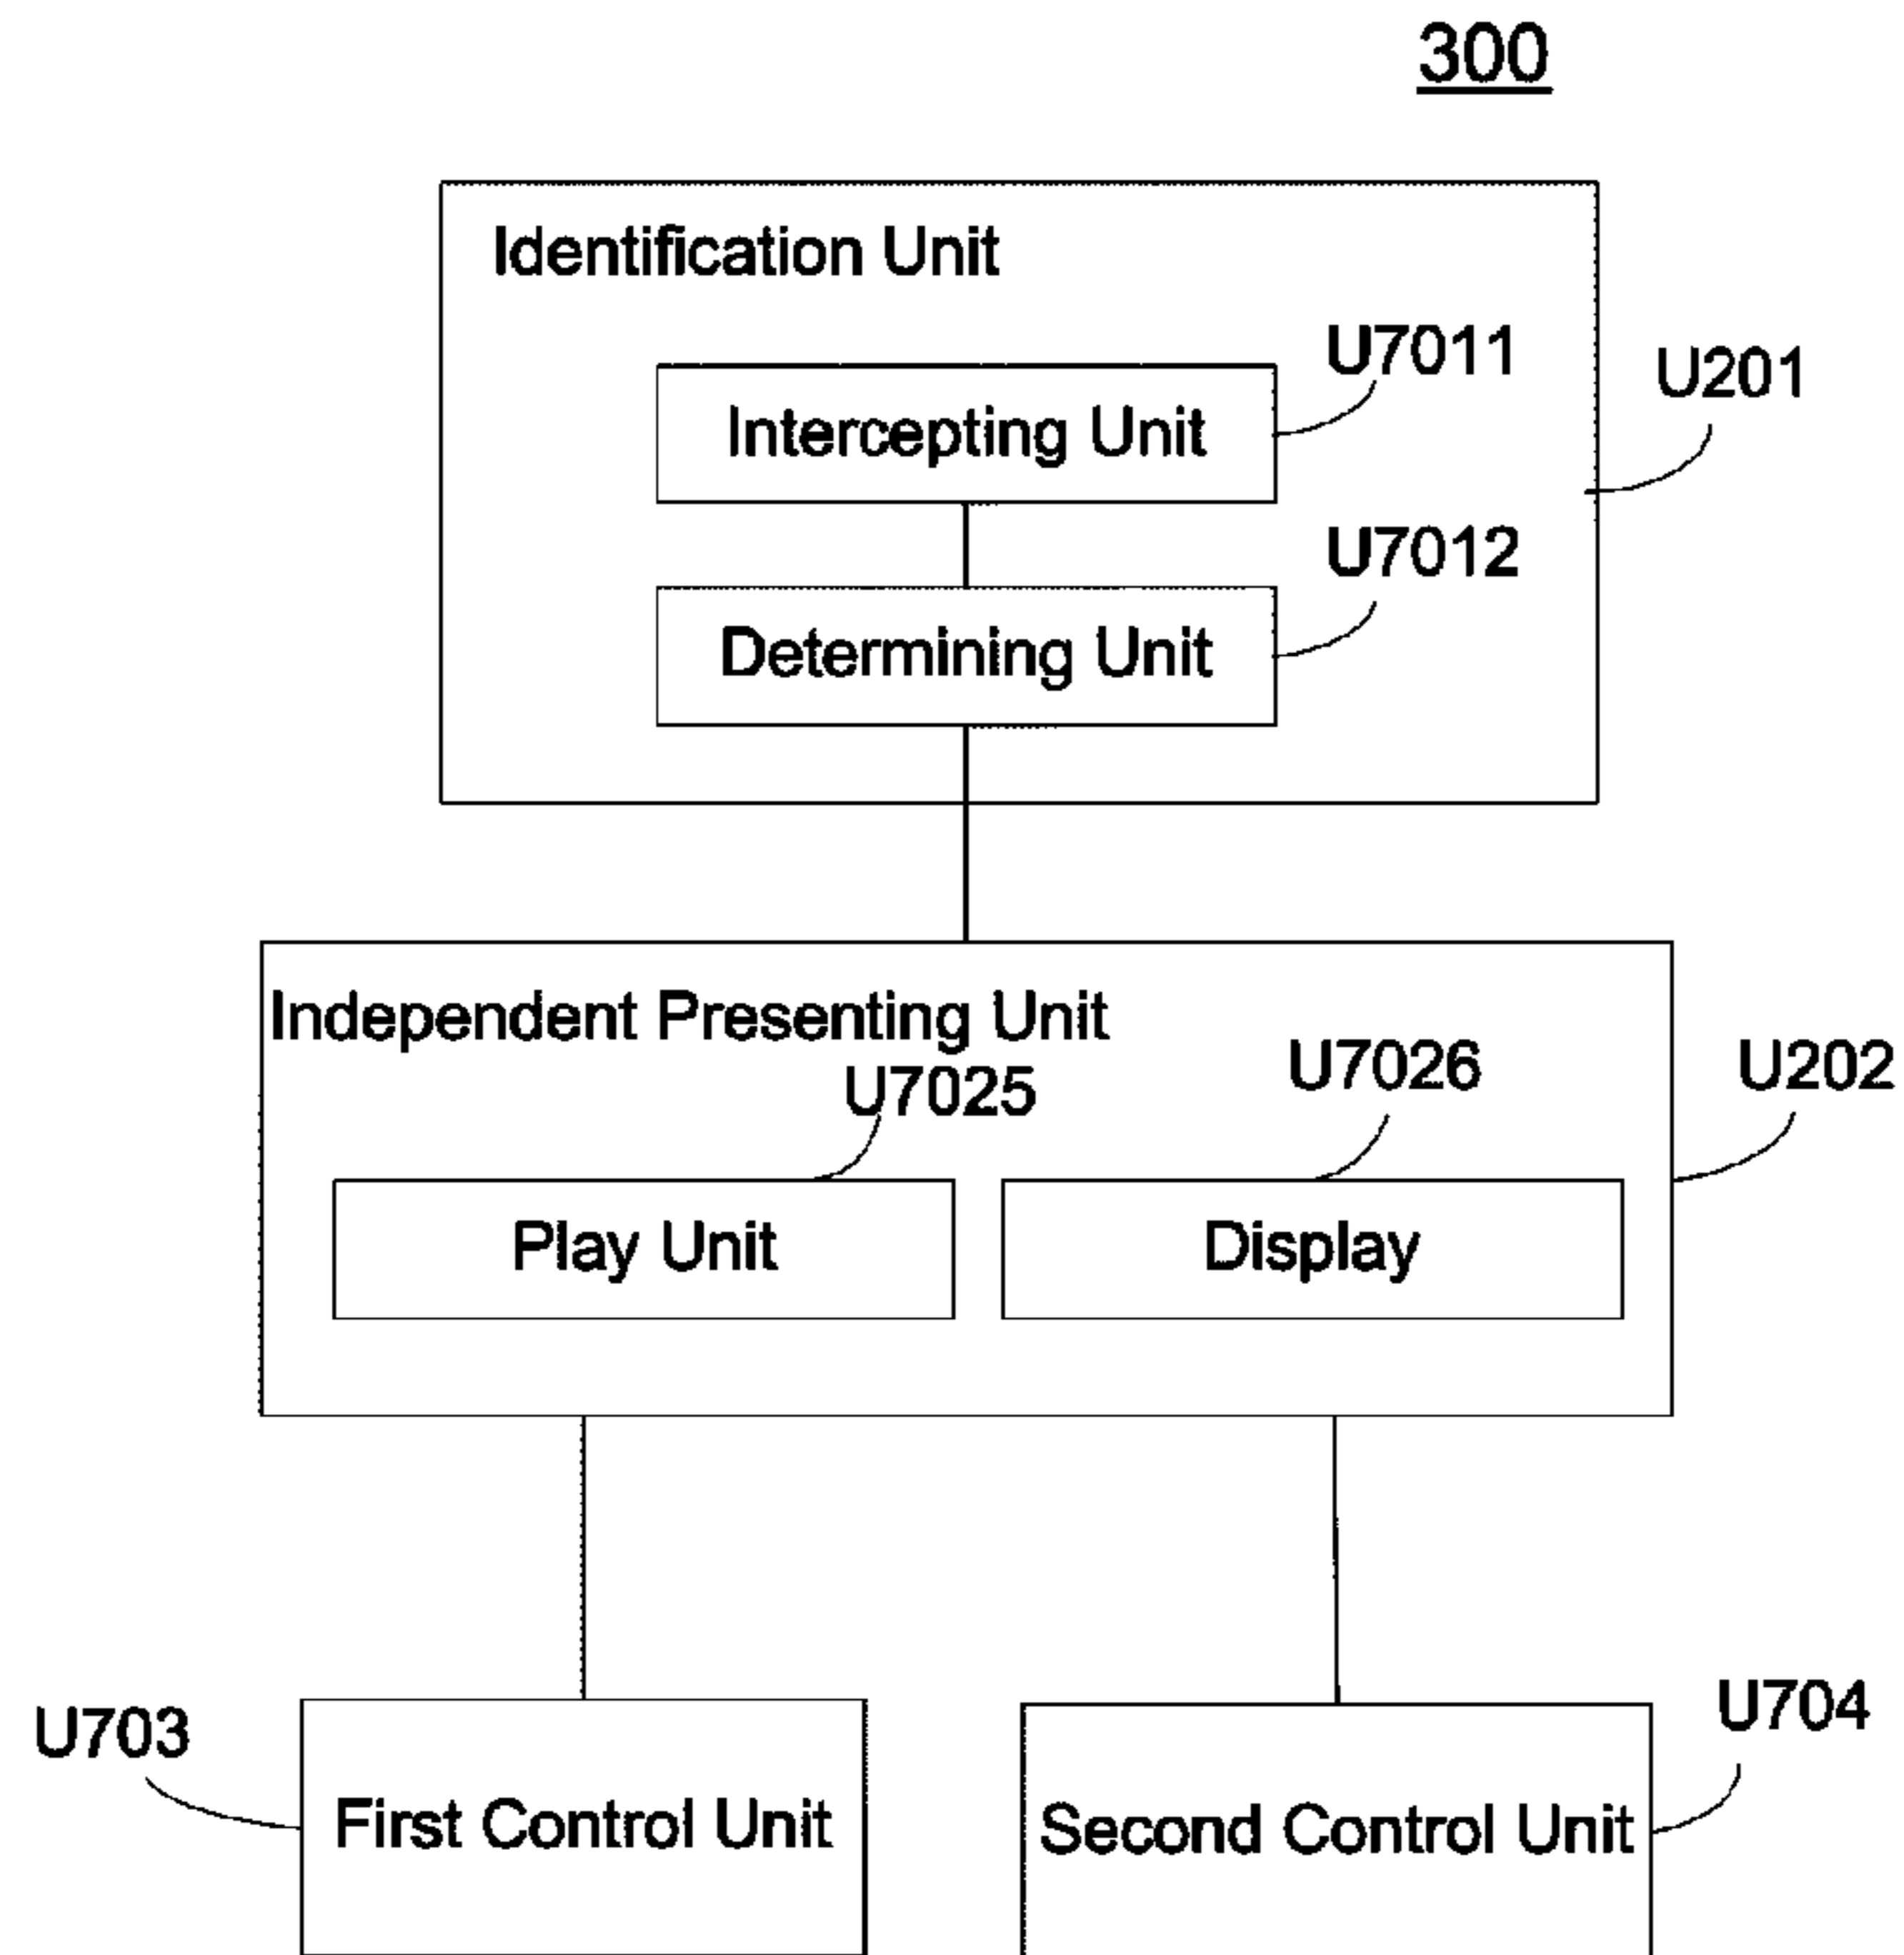 300
Identification Unit
U7011
U201
Intercepting Unit
U7012
Determining Unit
Independent Presenting Unit
U7025
U7026
U202
Play Unit
Display
U703
U704
First Control Unit
Second Control Unit